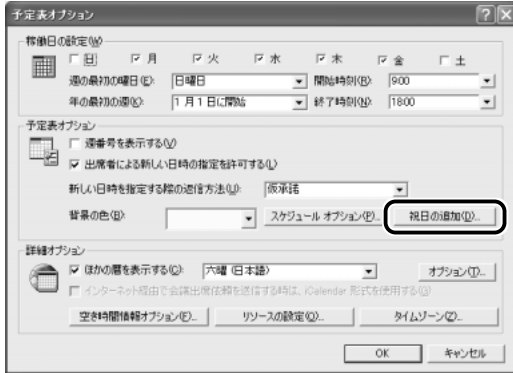 予定表オプション
稼働日の設定(W)
日 月 火 水 木 金 土
週の最初の曜日(E): 日曜日 開始時刻(B): 9:00
年の最初の週(K): 1 月 1 日に開始 終了時刻(N): 18:00
予定表オプション
週番号を表示する(V)
出席者による新しい日時の指定を許可する(L)
新しい日時を指定する際の返信方法(U): 仮承諾
背景の色(B): スケジュール オプション(P)... 祝日の追加(D)...
詳細オプション
ほかの暦を表示する(C): 六曜 (日本語) オプション(T)...
インターネット経由で会議出席依頼を送信する時は、iCalendar 形式を使用する(G)
空き時間情報オプション(F)... リソースの設定(Q)... タイムゾーン(Z)...
OK キャンセル